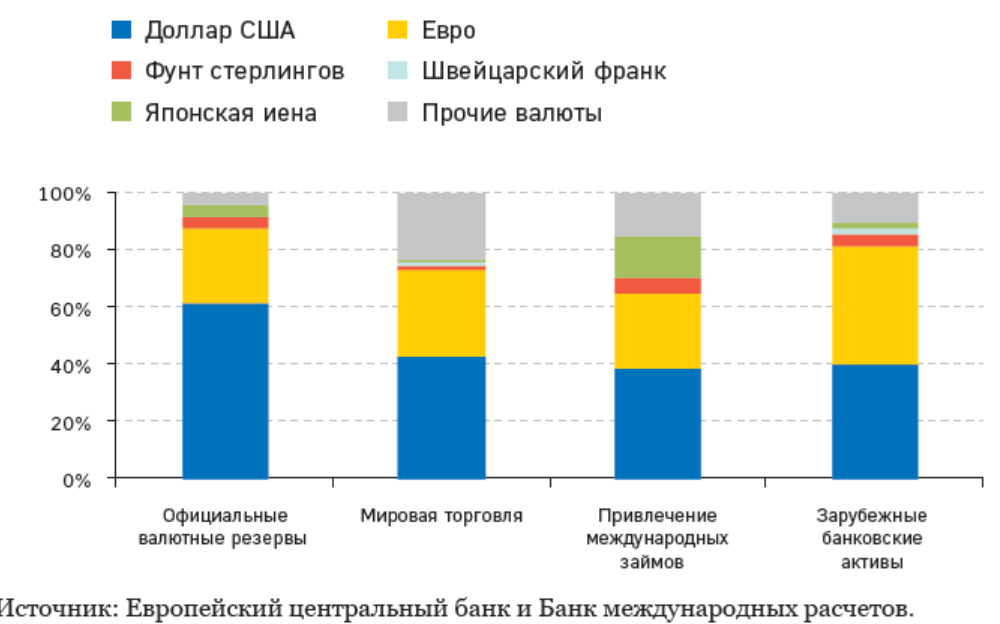 Доллар США
Евро
Фунт стерлингов
Швейцарский франк
Японская иена
Прочие валюты
100%
80%
60%
40%
20%
0%
Официальные
валютные резервы
Мировая торговля
Привлечение
международных
займов
Зарубежные
банковские
активы
Источник: Европейский центральный банк и Банк международных расчетов.